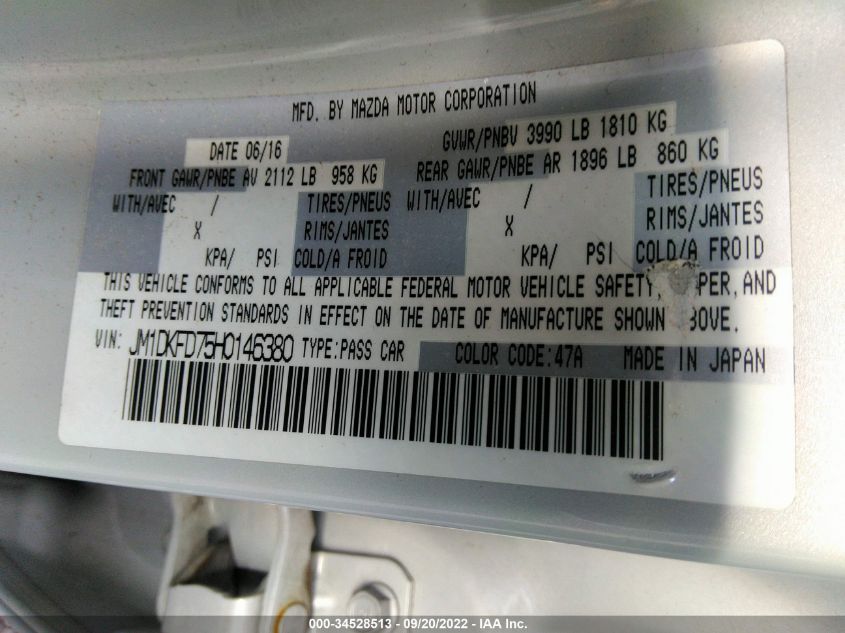 MFD. BY MAZDA MOTOR CORPORATION
DATE 06/16 GVWR/PNBV 3990 LB 1810 KG
FRONT GAWR/PNBE AV 2112 LB 958 KG REAR GAWR/PNBE AR 1896 LB 860 KG
WITH/AVEC / TIRES/PNEUS WITH/AVEC / TIRES/PNEUS
X RIMS/JANTES X RIMS/JANTES
KPA/ PSI COLD/A FROID KPA/ PSI COLD/A FROID
THIS VEHICLE CONFORMS TO ALL APPLICABLE FEDERAL MOTOR VEHICLE SAFETY, PER, AND
THEFT PREVENTION STANDARDS IN EFFECT ON THE DATE OF MANUFACTURE SHOWN BOVE.
VIN: JM1DKFD75H0146380 TYPE:PASS CAR COLOR CODE:47A MADE IN JAPAN
000-34528513 - 09/20/2022 - IAA Inc.